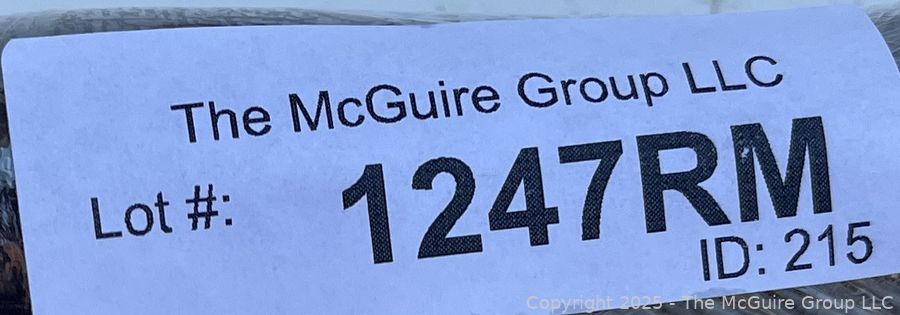 The McGuire Group LLC
Lot #: 1247RM
ID: 215
Copyright 2025 - The McGuire Group LLC